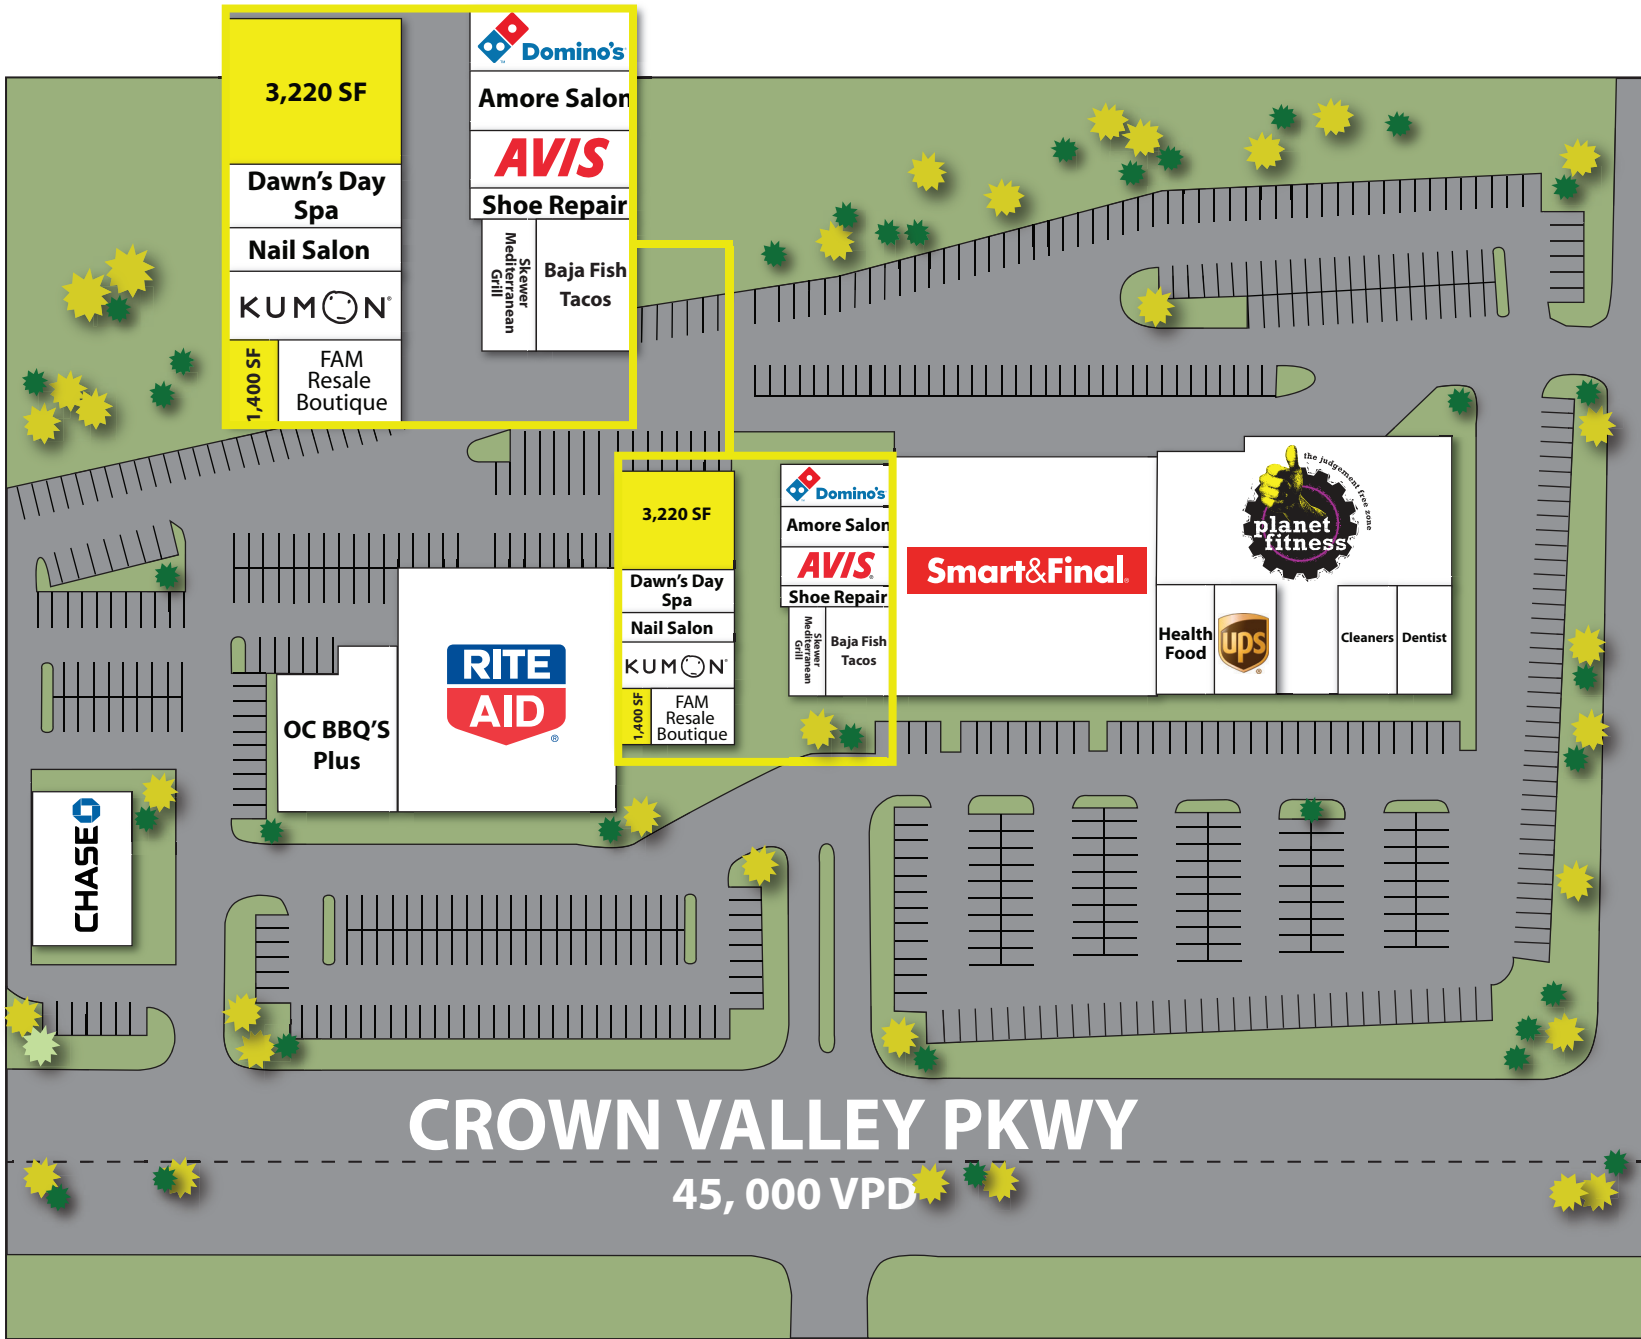 3,220 SF
Dawn's Day
Spa
Nail Salon
KUMON®
1,400 SF
FAM
Resale
Boutique
Domino's
Amore Salon
AVIS
Shoe Repair
Skewer
Mediterranean
Grill
Baja Fish
Tacos
3,220 SF
Dawn's Day
Spa
Nail Salon
KUMON®
1,400 SF
FAM
Resale
Boutique
Domino's
Amore Salon
AVIS®
Shoe Repair
Skewer
Mediterranean
Grill
Baja Fish
Tacos
OC BBQ'S
Plus
RITE
AID
®
Smart&Final®
the judgement free zone
planet
fitness
Health
Food
ups
®
Cleaners
Dentist
CHASE
CROWN VALLEY PKWY
45, 000 VPD